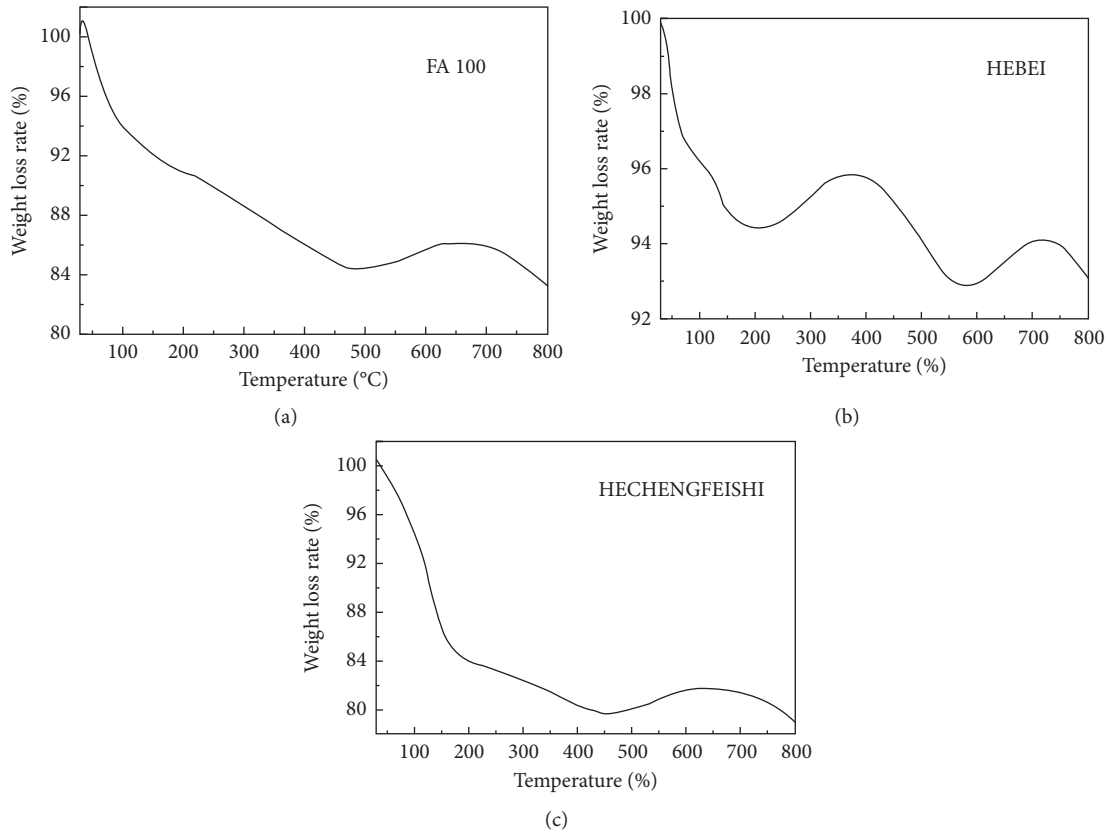 FA 100
Weight loss rate (%)
100
96
92
88
84
80
100 200 300 400 500 600 700 800
Temperature (°C)
(a)
HEBEI
Weight loss rate (%)
100
98
96
94
92
100 200 300 400 500 600 700 800
Temperature (%)
(b)
HECHENGFEISHI
Weight loss rate (%)
100
96
92
88
84
80
100 200 300 400 500 600 700 800
Temperature (%)
(c)